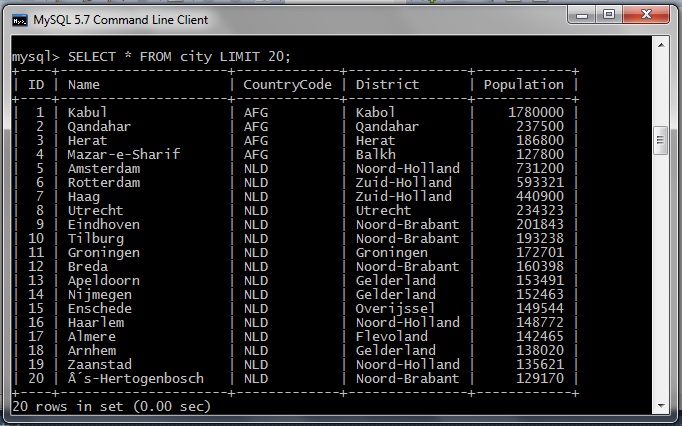 MySQL 5.7 Command Line Client
mysql> SELECT * FROM city LIMIT 20;
+----+------------------+-------------+---------------+------------+
| ID | Name | CountryCode | District | Population |
+----+------------------+-------------+---------------+------------+
| 1 | Kabul | AFG | Kabol | 1780000 |
| 2 | Qandahar | AFG | Qandahar | 237500 |
| 3 | Herat | AFG | Herat | 186800 |
| 4 | Mazar-e-Sharif | AFG | Balkh | 127800 |
| 5 | Amsterdam | NLD | Noord-Holland | 731200 |
| 6 | Rotterdam | NLD | Zuid-Holland | 593321 |
| 7 | Haag | NLD | Zuid-Holland | 440900 |
| 8 | Utrecht | NLD | Utrecht | 234323 |
| 9 | Eindhoven | NLD | Noord-Brabant | 201843 |
| 10 | Tilburg | NLD | Noord-Brabant | 193238 |
| 11 | Groningen | NLD | Groningen | 172701 |
| 12 | Breda | NLD | Noord-Brabant | 160398 |
| 13 | Apeldoorn | NLD | Gelderland | 153491 |
| 14 | Nijmegen | NLD | Gelderland | 152463 |
| 15 | Enschede | NLD | Overijssel | 149544 |
| 16 | Haarlem | NLD | Noord-Holland | 148772 |
| 17 | Almere | NLD | Flevoland | 142465 |
| 18 | Arnhem | NLD | Gelderland | 138020 |
| 19 | Zaanstad | NLD | Noord-Holland | 135621 |
| 20 | Â´s-Hertogenbosch | NLD | Noord-Brabant | 129170 |
+----+------------------+-------------+---------------+------------+
20 rows in set (0.00 sec)